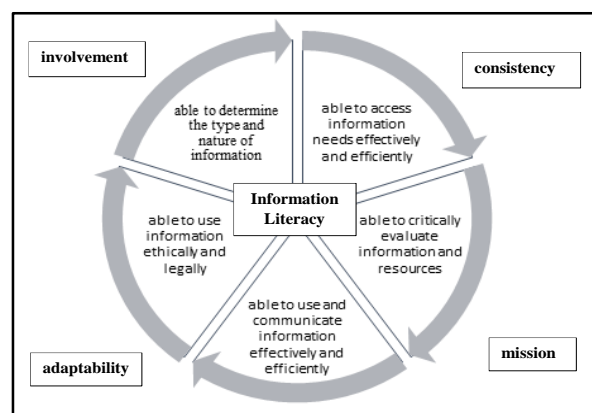 involvement
consistency
able to determine
the type and
nature of
information
able to access
information
needs effectively
and efficiently
Information
Literacy
able to use
information
ethically and
legally
able to critically
evaluate
information and
resources
able to use and
communicate
information
effectively and
efficiently
adaptability
mission